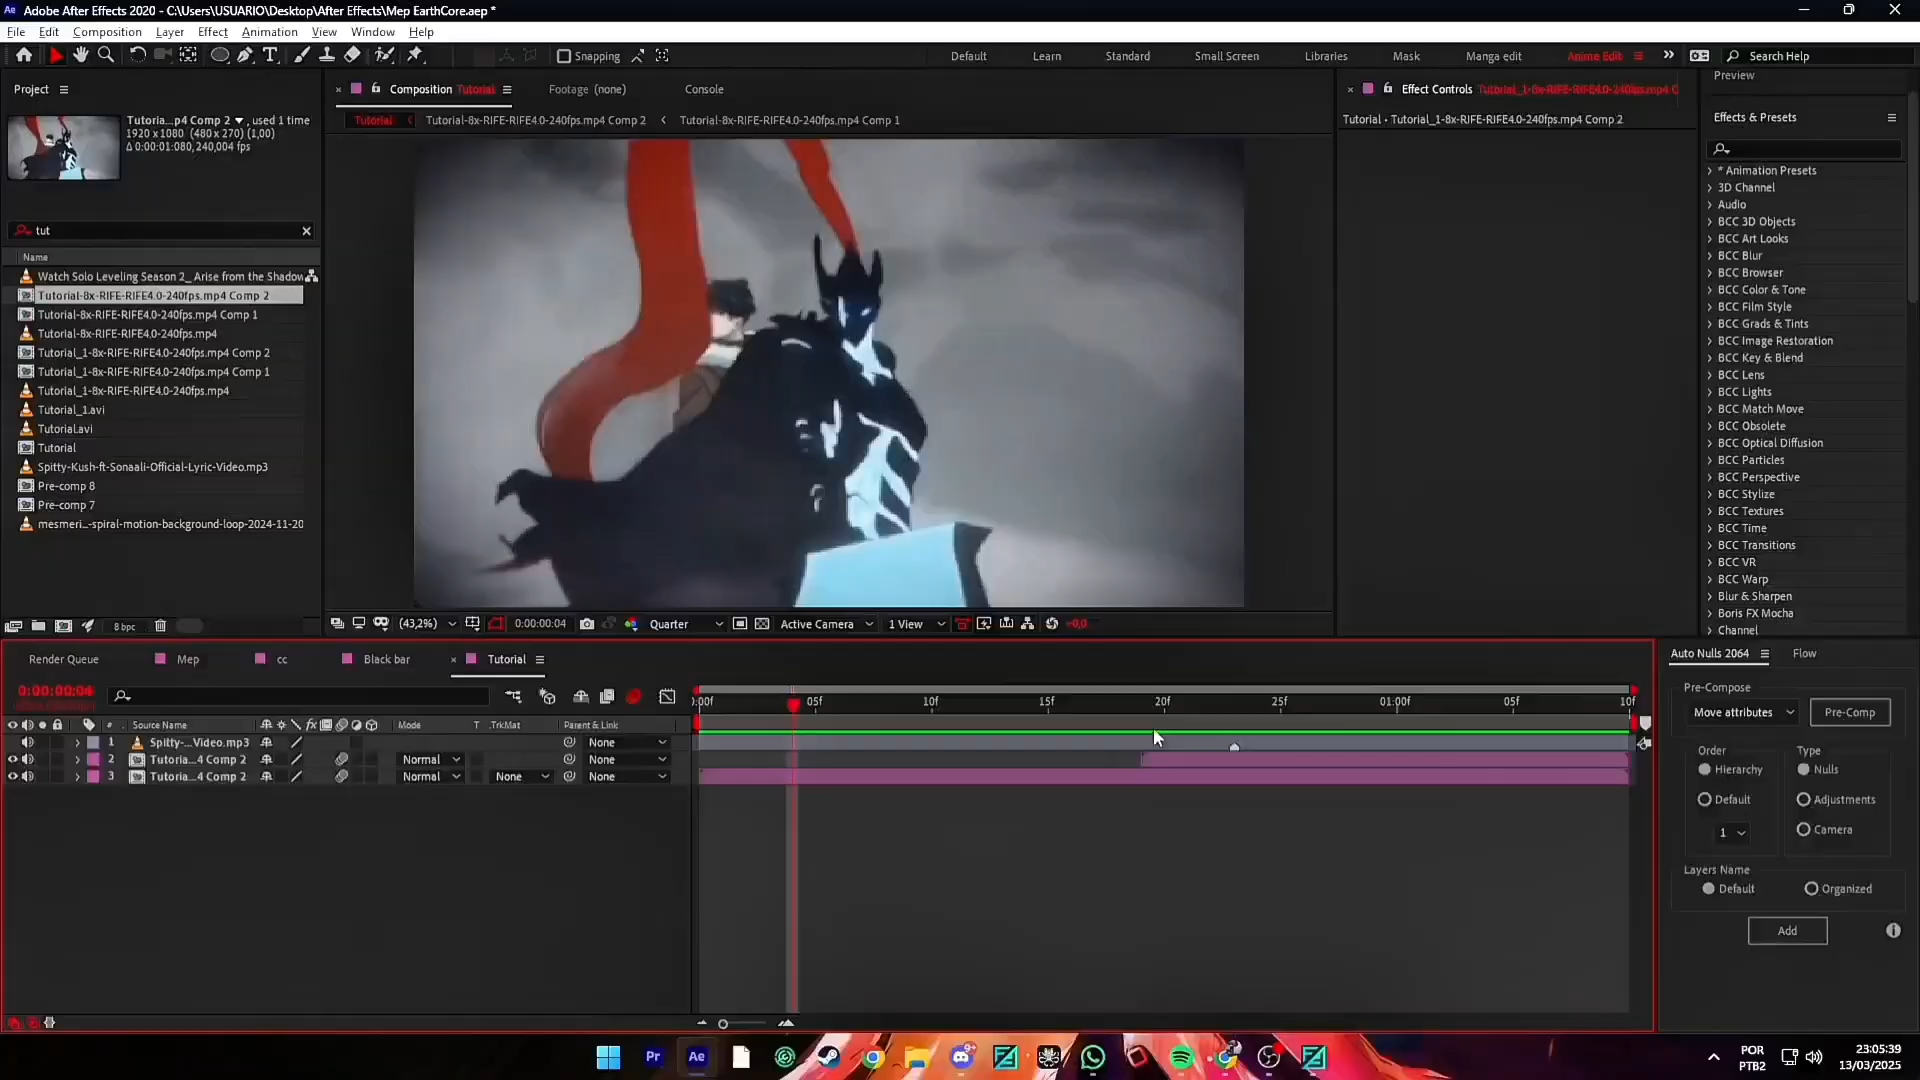 Adobe After Effects 2020 - C:\Users\USUARIO\Desktop\After Effects\Mep EarthCore.aep *
File Edit Composition Layer Effect Animation View Window Help
Snapping
Default Learn Standard Small Screen Libraries Mask Manga edit Anime Edit Search Help
Project
Tutoria...p4 Comp 2 , used 1 time
1920 x 1080 (480 x 270) (1,00)
Δ 0:00:01:080, 240,004 fps
tut
Name
Watch Solo Leveling Season 2_ Arise from the Shadow
Tutorial-8x-RIFE-RIFE4.0-240fps.mp4 Comp 2
Tutorial-8x-RIFE-RIFE4.0-240fps.mp4 Comp 1
Tutorial-8x-RIFE-RIFE4.0-240fps.mp4
Tutorial_1-8x-RIFE-RIFE4.0-240fps.mp4 Comp 2
Tutorial_1-8x-RIFE-RIFE4.0-240fps.mp4 Comp 1
Tutorial_1-8x-RIFE-RIFE4.0-240fps.mp4
Tutorial_1.avi
Tutorial.avi
Tutorial
Spitty-Kush-ft-Sonaali-Official-Lyric-Video.mp3
Pre-comp 8
Pre-comp 7
mesmeri...-spiral-motion-background-loop-2024-11-20
8 bpc
Composition Tutorial Footage (none) Console
Tutorial Tutorial-8x-RIFE-RIFE4.0-240fps.mp4 Comp 2 Tutorial-8x-RIFE-RIFE4.0-240fps.mp4 Comp 1
(43,2%) 0:00:00:04 Quarter Active Camera 1 View +0,0
Effect Controls Tutorial_1-8x-RIFE-RIFE4.0-240fps.mp4 C
Tutorial • Tutorial_1-8x-RIFE-RIFE4.0-240fps.mp4 Comp 2
Preview
Effects & Presets
* Animation Presets
3D Channel
Audio
BCC 3D Objects
BCC Art Looks
BCC Blur
BCC Browser
BCC Color & Tone
BCC Film Style
BCC Grads & Tints
BCC Image Restoration
BCC Key & Blend
BCC Lens
BCC Lights
BCC Match Move
BCC Obsolete
BCC Optical Diffusion
BCC Particles
BCC Perspective
BCC Stylize
BCC Textures
BCC Time
BCC Transitions
BCC VR
BCC Warp
Blur & Sharpen
Boris FX Mocha
Channel
Render Queue Mep cc Black bar Tutorial
0:00:00:04
0:00f 05f 10f 15f 20f 25f 01:00f 05f 10f
# Source Name Mode T .TrkMat Parent & Link
1 Spitty-...Video.mp3 None
2 Tutoria...4 Comp 2 Normal None
3 Tutoria...4 Comp 2 Normal None None
Auto Nulls 2064 Flow
Pre-Compose
Move attributes Pre-Comp
Order Type
Hierarchy Nulls
Default Adjustments
1 Camera
Layers Name
Default Organized
Add
POR
PTB2
23:05:39
13/03/2025